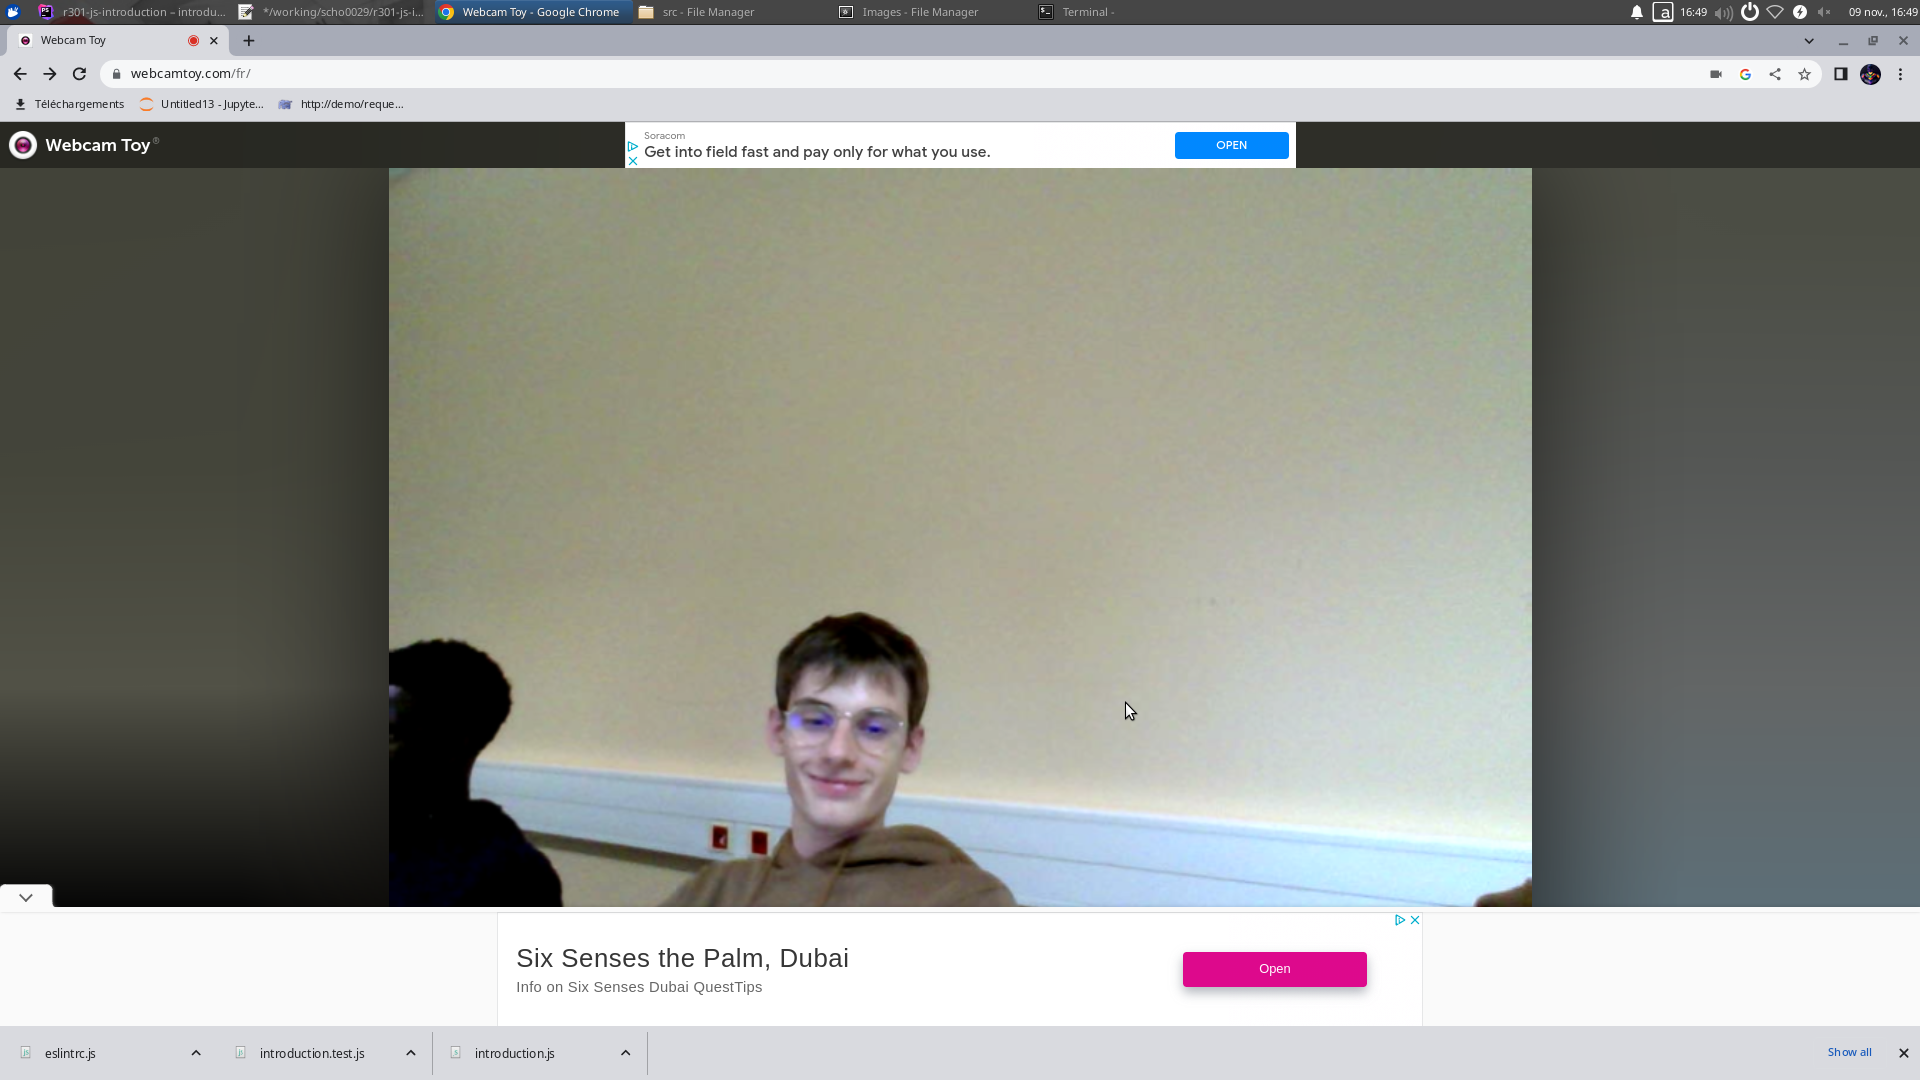 r301-js-introduction – introdu...
*/working/scho0029/r301-js-i...
Webcam Toy - Google Chrome
src - File Manager
Images - File Manager
Terminal -
a
16:49
09 nov., 16:49
Webcam Toy
webcamtoy.com/fr/
Téléchargements
Untitled13 - Jupyte...
http://demo/reque...
Webcam Toy®
Soracom
Get into field fast and pay only for what you use.
OPEN
Six Senses the Palm, Dubai
Info on Six Senses Dubai QuestTips
Open
eslintrc.js
introduction.test.js
introduction.js
Show all